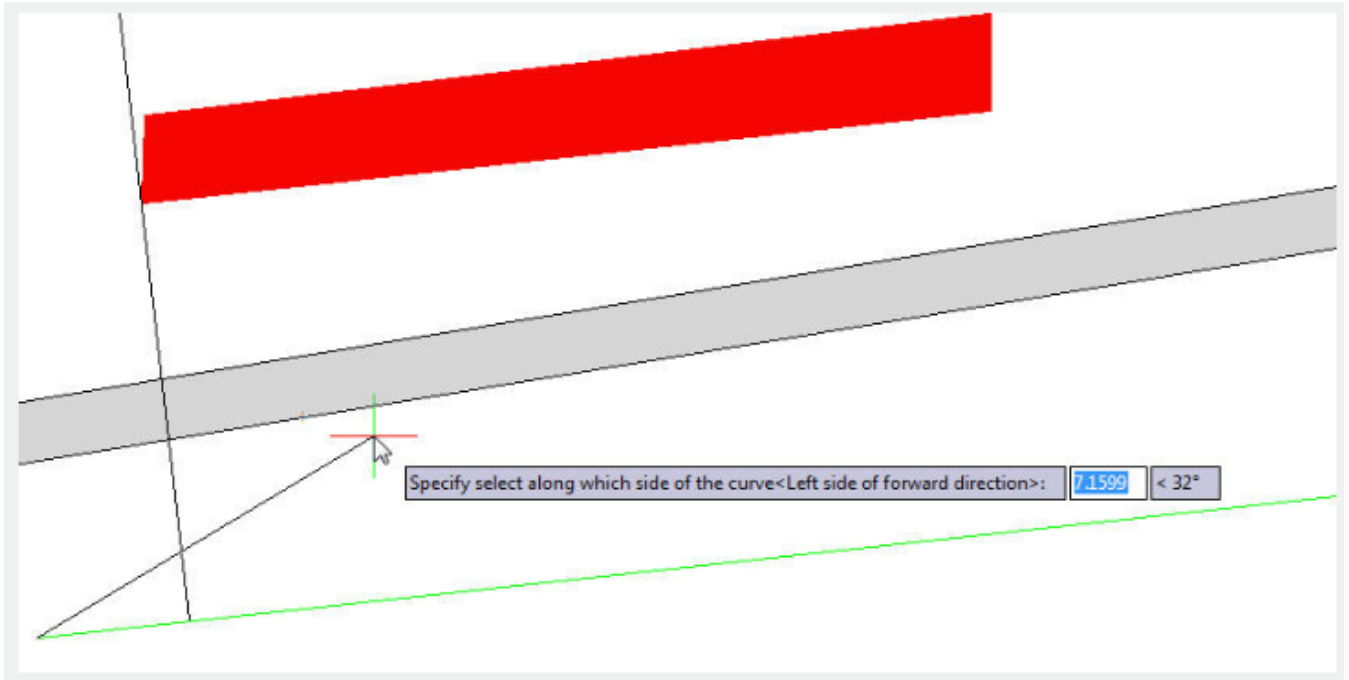 Specify select along which side of the curve<Left side of forward direction>: 7.1599 < 32°